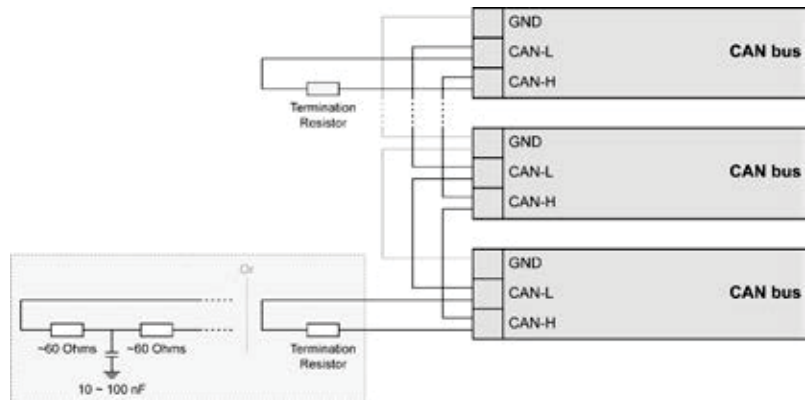 GND
CAN-L
CAN bus
CAN-H
Termination
Resistor
GND
CAN-L
CAN bus
CAN-H
GND
CAN-L
CAN bus
CAN-H
Or
~60 Ohms
~60 Ohms
10 ~ 100 nF
Termination
Resistor